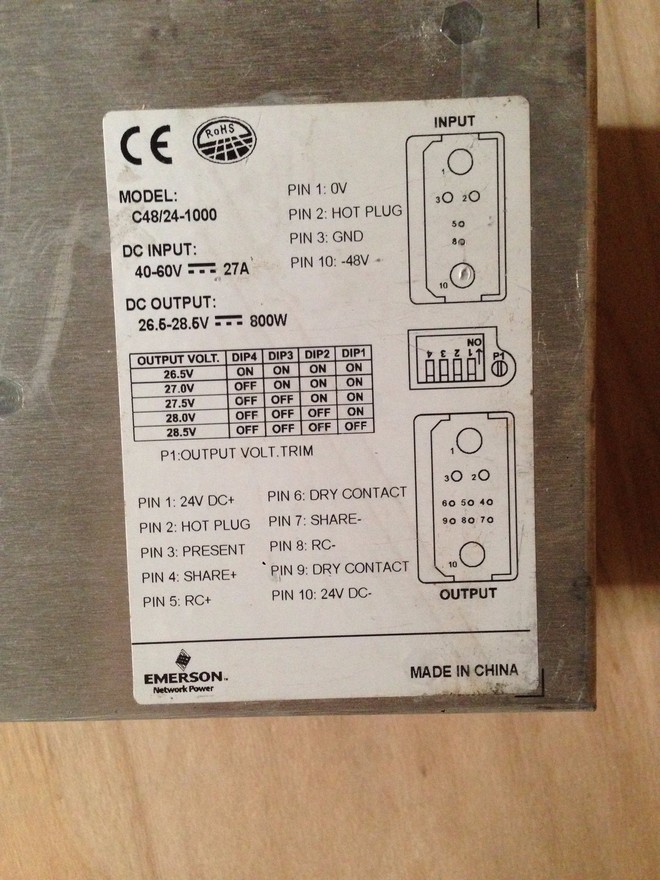 CE
RoHS
MODEL:
C48/24-1000
DC INPUT:
40-60V 27A
DC OUTPUT:
26.5-28.5V 800W
PIN 1: 0V
PIN 2: HOT PLUG
PIN 3: GND
PIN 10: -48V
INPUT
1
3 2
5
8
10
OUTPUT VOLT. DIP4 DIP3 DIP2 DIP1
26.5V ON ON ON ON
27.0V OFF ON ON ON
27.5V OFF OFF ON ON
28.0V OFF OFF OFF ON
28.5V OFF OFF OFF OFF
P1:OUTPUT VOLT.TRIM
ON
4 3 2 1
P1
PIN 1: 24V DC+
PIN 2: HOT PLUG
PIN 3: PRESENT
PIN 4: SHARE+
PIN 5: RC+
PIN 6: DRY CONTACT
PIN 7: SHARE-
PIN 8: RC-
PIN 9: DRY CONTACT
PIN 10: 24V DC-
1
3 2
6 5 4
9 8 7
10
OUTPUT
EMERSON™
Network Power
MADE IN CHINA